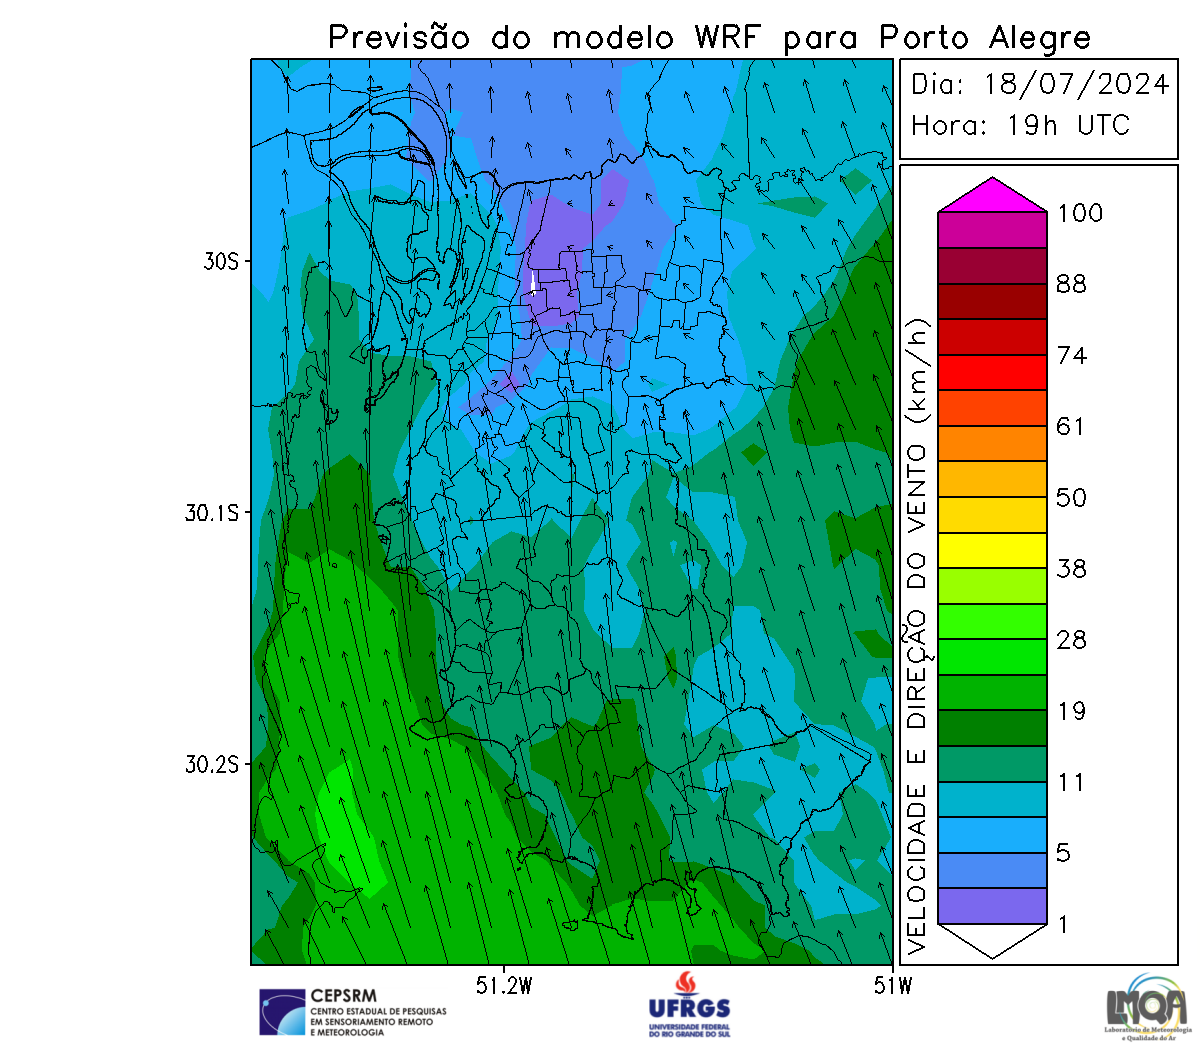 Previsão do modelo WRF para Porto Alegre
Dia: 18/07/2024
Hora: 19h UTC
30S
30.1S
30.2S
51.2W
51W
VELOCIDADE E DIREÇÃO DO VENTO (km/h)
100
88
74
61
50
38
28
19
11
5
1
CEPSRM
CENTRO ESTADUAL DE PESQUISAS
EM SENSORIAMENTO REMOTO
E METEOROLOGIA
UFRGS
UNIVERSIDADE FEDERAL
DO RIO GRANDE DO SUL
LMQA
Laboratório de Meteorologia
e Qualidade do Ar